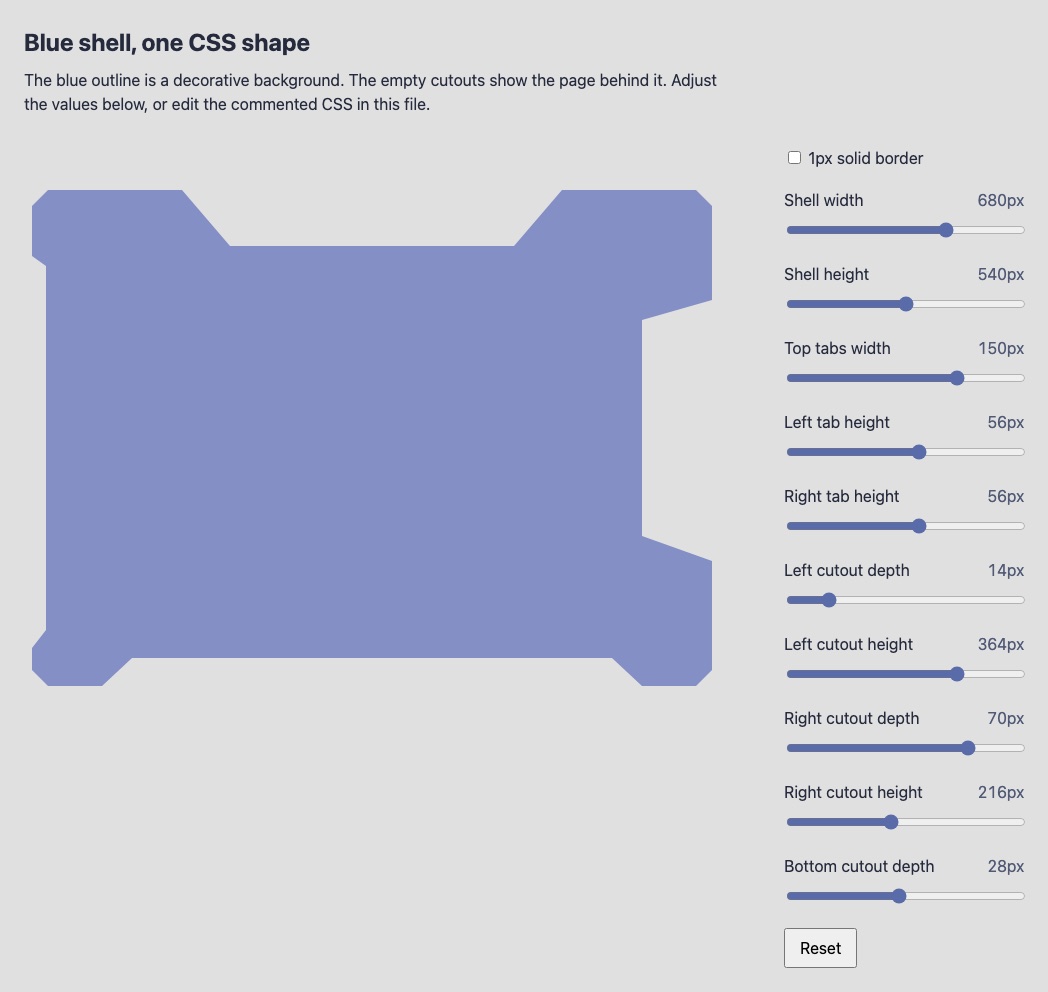 Blue shell, one CSS shape
The blue outline is a decorative background. The empty cutouts show the page behind it. Adjust
the values below, or edit the commented CSS in this file.
1px solid border
Shell width 680px
Shell height 540px
Top tabs width 150px
Left tab height 56px
Right tab height 56px
Left cutout depth 14px
Left cutout height 364px
Right cutout depth 70px
Right cutout height 216px
Bottom cutout depth 28px
Reset